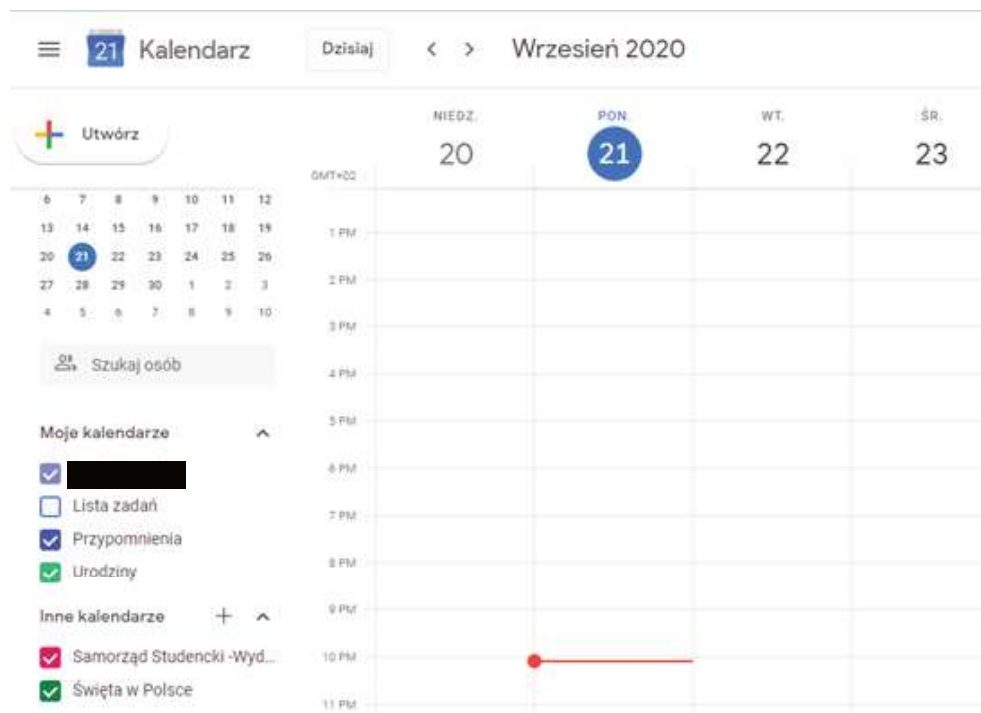 21 Kalendarz Dzisiaj < > Wrzesień 2020
Utwórz
NIEDZ. PON. WT. ŚR.
20 21 22 23
GMT+02
6 7 8 9 10 11 12
13 14 15 16 17 18 19
20 21 22 23 24 25 26
27 28 29 30 1 2 3
4 5 6 7 8 9 10
Szukaj osób
Moje kalendarze
Lista zadań
Przypomnienia
Urodziny
Inne kalendarze +
Samorząd Studencki -Wyd...
Święta w Polsce
1 PM
2 PM
3 PM
4 PM
5 PM
6 PM
7 PM
8 PM
9 PM
10 PM
11 PM